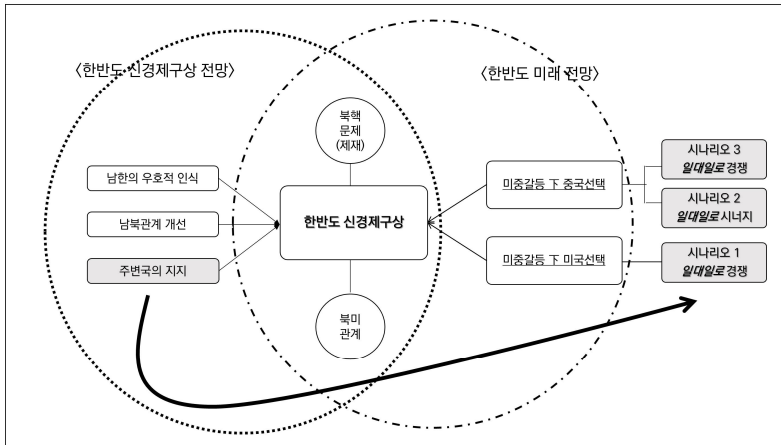 〈한반도 신경제구상 전망〉
〈한반도 미래 전망〉
북핵
문제
(제재)
남한의 우호적 인식
남북관계 개선
주변국의 지지
한반도 신경제구상
북미
관계
미중갈등 下 중국선택
미중갈등 下 미국선택
시나리오 3
일대일로 경쟁
시나리오 2
일대일로 시너지
시나리오 1
일대일로 경쟁